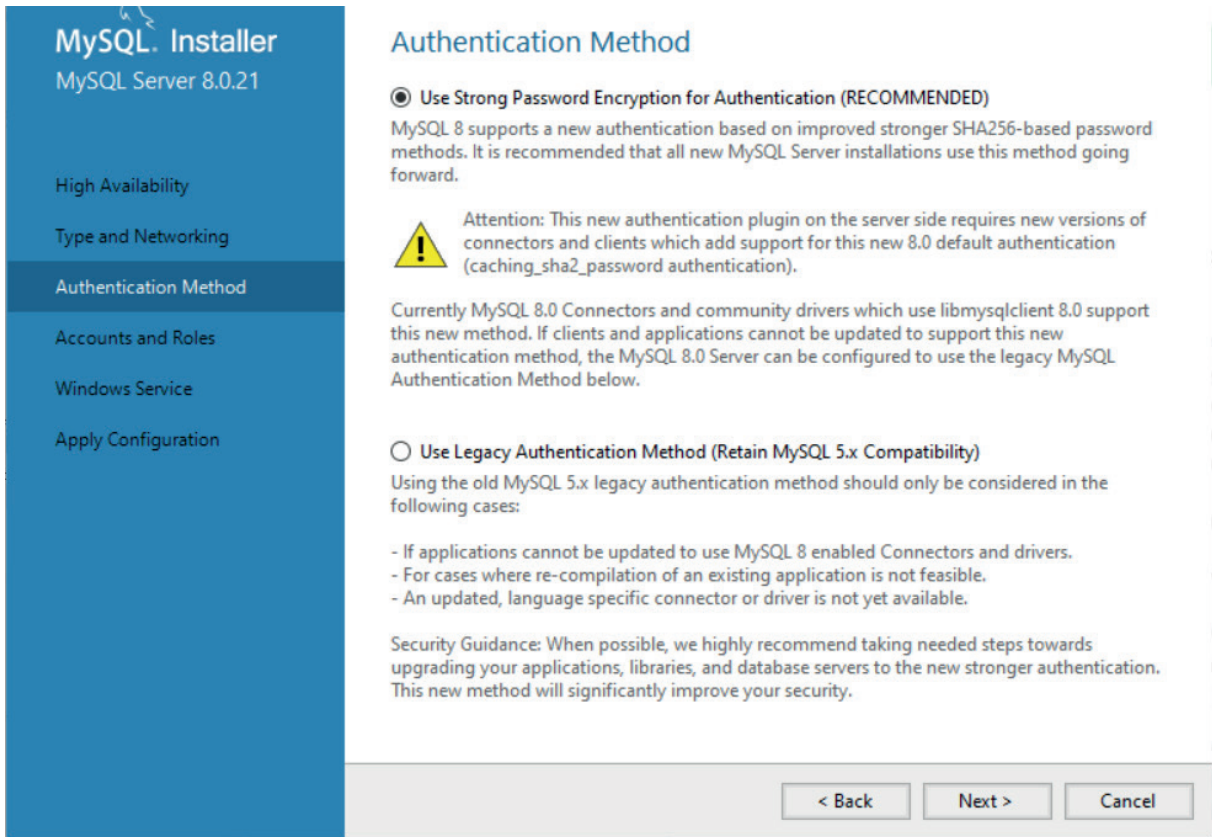 MySQL. Installer
MySQL Server 8.0.21
High Availability
Type and Networking
Authentication Method
Accounts and Roles
Windows Service
Apply Configuration
Authentication Method
Use Strong Password Encryption for Authentication (RECOMMENDED)
MySQL 8 supports a new authentication based on improved stronger SHA256-based password
methods. It is recommended that all new MySQL Server installations use this method going
forward.
Attention: This new authentication plugin on the server side requires new versions of
connectors and clients which add support for this new 8.0 default authentication
(caching_sha2_password authentication).
Currently MySQL 8.0 Connectors and community drivers which use libmysqlclient 8.0 support
this new method. If clients and applications cannot be updated to support this new
authentication method, the MySQL 8.0 Server can be configured to use the legacy MySQL
Authentication Method below.
Use Legacy Authentication Method (Retain MySQL 5.x Compatibility)
Using the old MySQL 5.x legacy authentication method should only be considered in the
following cases:
- If applications cannot be updated to use MySQL 8 enabled Connectors and drivers.
- For cases where re-compilation of an existing application is not feasible.
- An updated, language specific connector or driver is not yet available.
Security Guidance: When possible, we highly recommend taking needed steps towards
upgrading your applications, libraries, and database servers to the new stronger authentication.
This new method will significantly improve your security.
< Back
Next >
Cancel